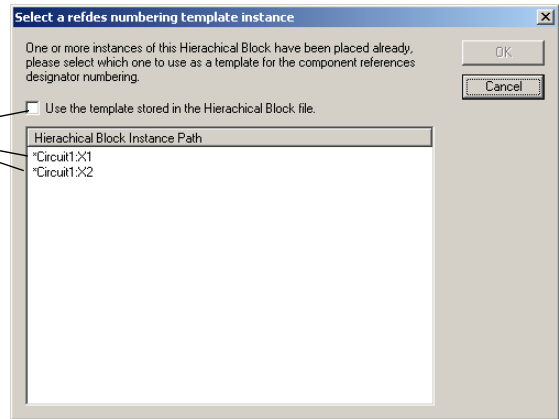 Select a refdes numbering template instance
One or more instances of this Hierachical Block have been placed already,
please select which one to use as a template for the component references
designator numbering.
OK
Cancel
Use the template stored in the Hierachical Block file.
Hierachical Block Instance Path
*Circuit1:X1
*Circuit1:X2